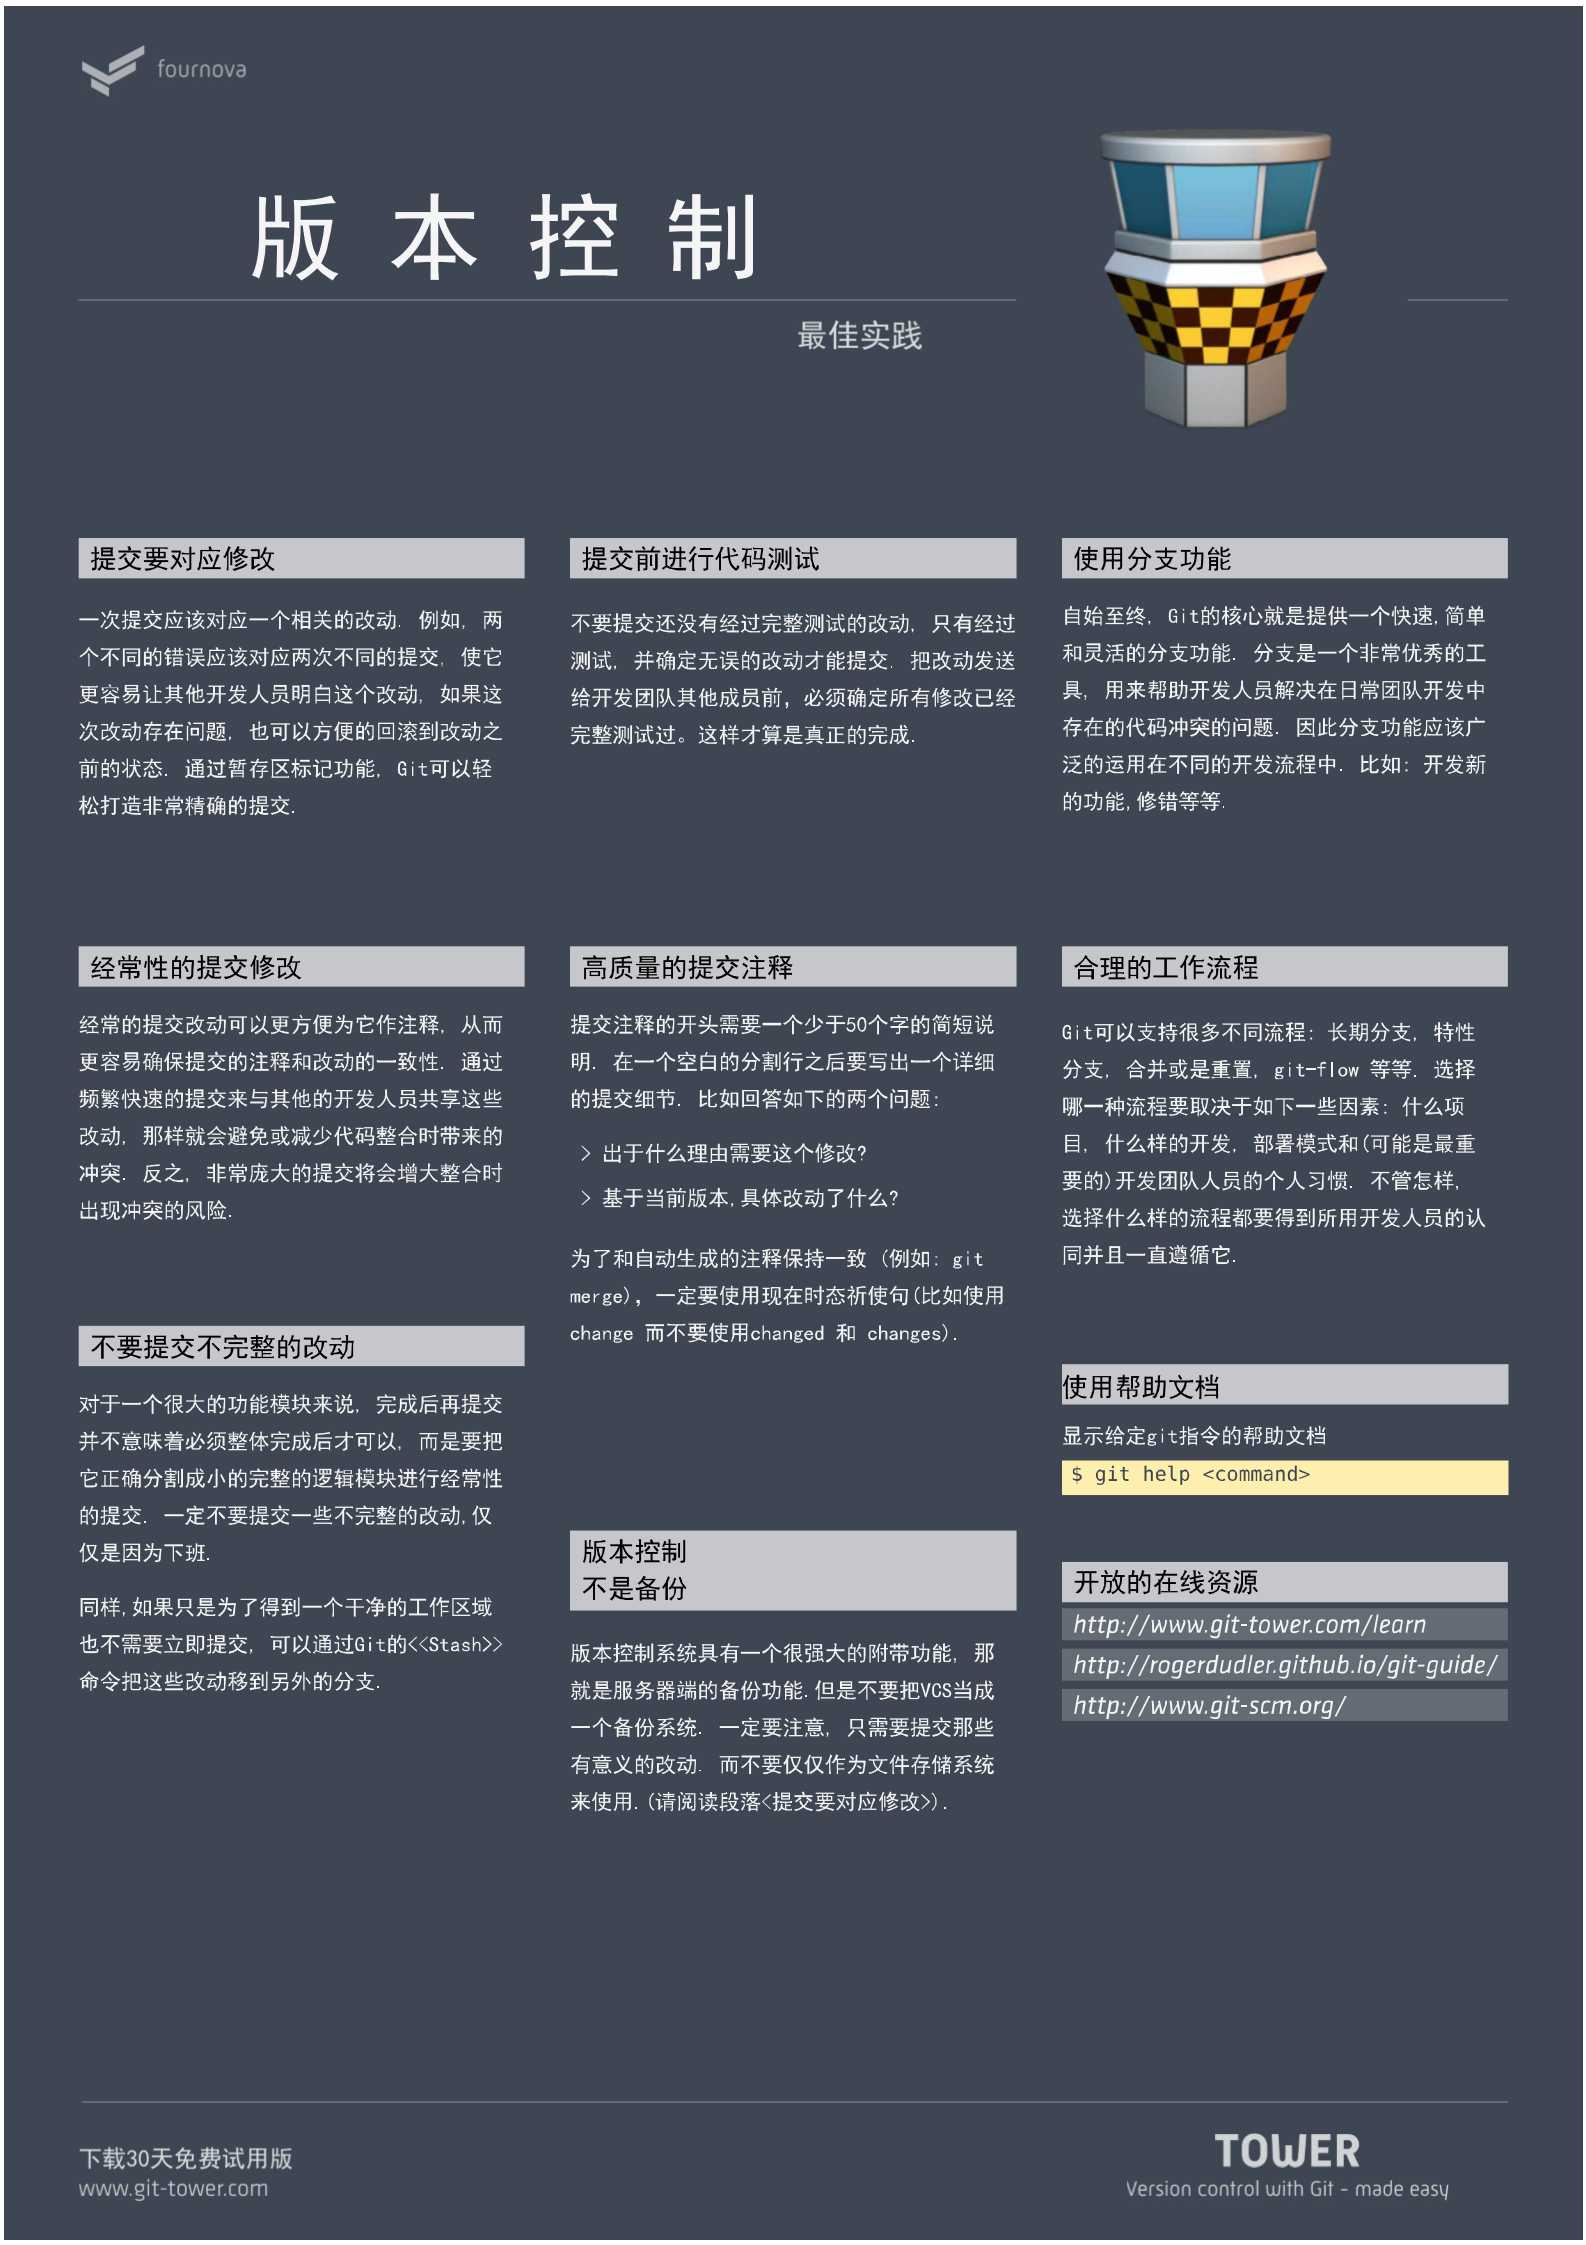 fournova
版本控制
最佳实践
提交要对应修改
一次提交应该对应一个相关的改动. 例如, 两
个不同的错误应该对应两次不同的提交, 使它
更容易让其他开发人员明白这个改动, 如果这
次改动存在问题, 也可以方便的回滚到改动之
前的状态. 通过暂存区标记功能, Git可以轻
松打造非常精确的提交.
经常性的提交修改
经常的提交改动可以更方便为它作注释, 从而
更容易确保提交的注释和改动的一致性. 通过
频繁快速的提交来与其他的开发人员共享这些
改动, 那样就会避免或减少代码整合时带来的
冲突. 反之, 非常庞大的提交将会增大整合时
出现冲突的风险.
不要提交不完整的改动
对于一个很大的功能模块来说, 完成后再提交
并不意味着必须整体完成后才可以, 而是要把
它正确分割成小的完整的逻辑模块进行经常性
的提交. 一定不要提交一些不完整的改动,仅
仅是因为下班.
同样,如果只是为了得到一个干净的工作区域
也不需要立即提交, 可以通过Git的<<Stash>>
命令把这些改动移到另外的分支.
提交前进行代码测试
不要提交还没有经过完整测试的改动, 只有经过
测试, 并确定无误的改动才能提交. 把改动发送
给开发团队其他成员前, 必须确定所有修改已经
完整测试过。这样才算是真正的完成.
高质量的提交注释
提交注释的开头需要一个少于50个字的简短说
明. 在一个空白的分割行之后要写出一个详细
的提交细节. 比如回答如下的两个问题:
> 出于什么理由需要这个修改?
> 基于当前版本,具体改动了什么?
为了和自动生成的注释保持一致 (例如: git
merge), 一定要使用现在时态祈使句(比如使用
change 而不要使用changed 和 changes).
版本控制
不是备份
版本控制系统具有一个很强大的附带功能, 那
就是服务器端的备份功能.但是不要把VCS当成
一个备份系统. 一定要注意, 只需要提交那些
有意义的改动. 而不要仅仅作为文件存储系统
来使用.(请阅读段落<提交要对应修改>).
使用分支功能
自始至终, Git的核心就是提供一个快速,简单
和灵活的分支功能. 分支是一个非常优秀的工
具, 用来帮助开发人员解决在日常团队开发中
存在的代码冲突的问题. 因此分支功能应该广
泛的运用在不同的开发流程中. 比如: 开发新
的功能,修错等等.
合理的工作流程
Git可以支持很多不同流程: 长期分支, 特性
分支, 合并或是重置, git-flow 等等. 选择
哪一种流程要取决于如下一些因素: 什么项
目, 什么样的开发, 部署模式和(可能是最重
要的)开发团队人员的个人习惯. 不管怎样,
选择什么样的流程都要得到所用开发人员的认
同并且一直遵循它.
使用帮助文档
显示给定git指令的帮助文档
$ git help <command>
开放的在线资源
http://www.git-tower.com/learn
http://rogerdudler.github.io/git-guide/
http://www.git-scm.org/
下载30天免费试用版
www.git-tower.com
TOWER
Version control with Git - made easy